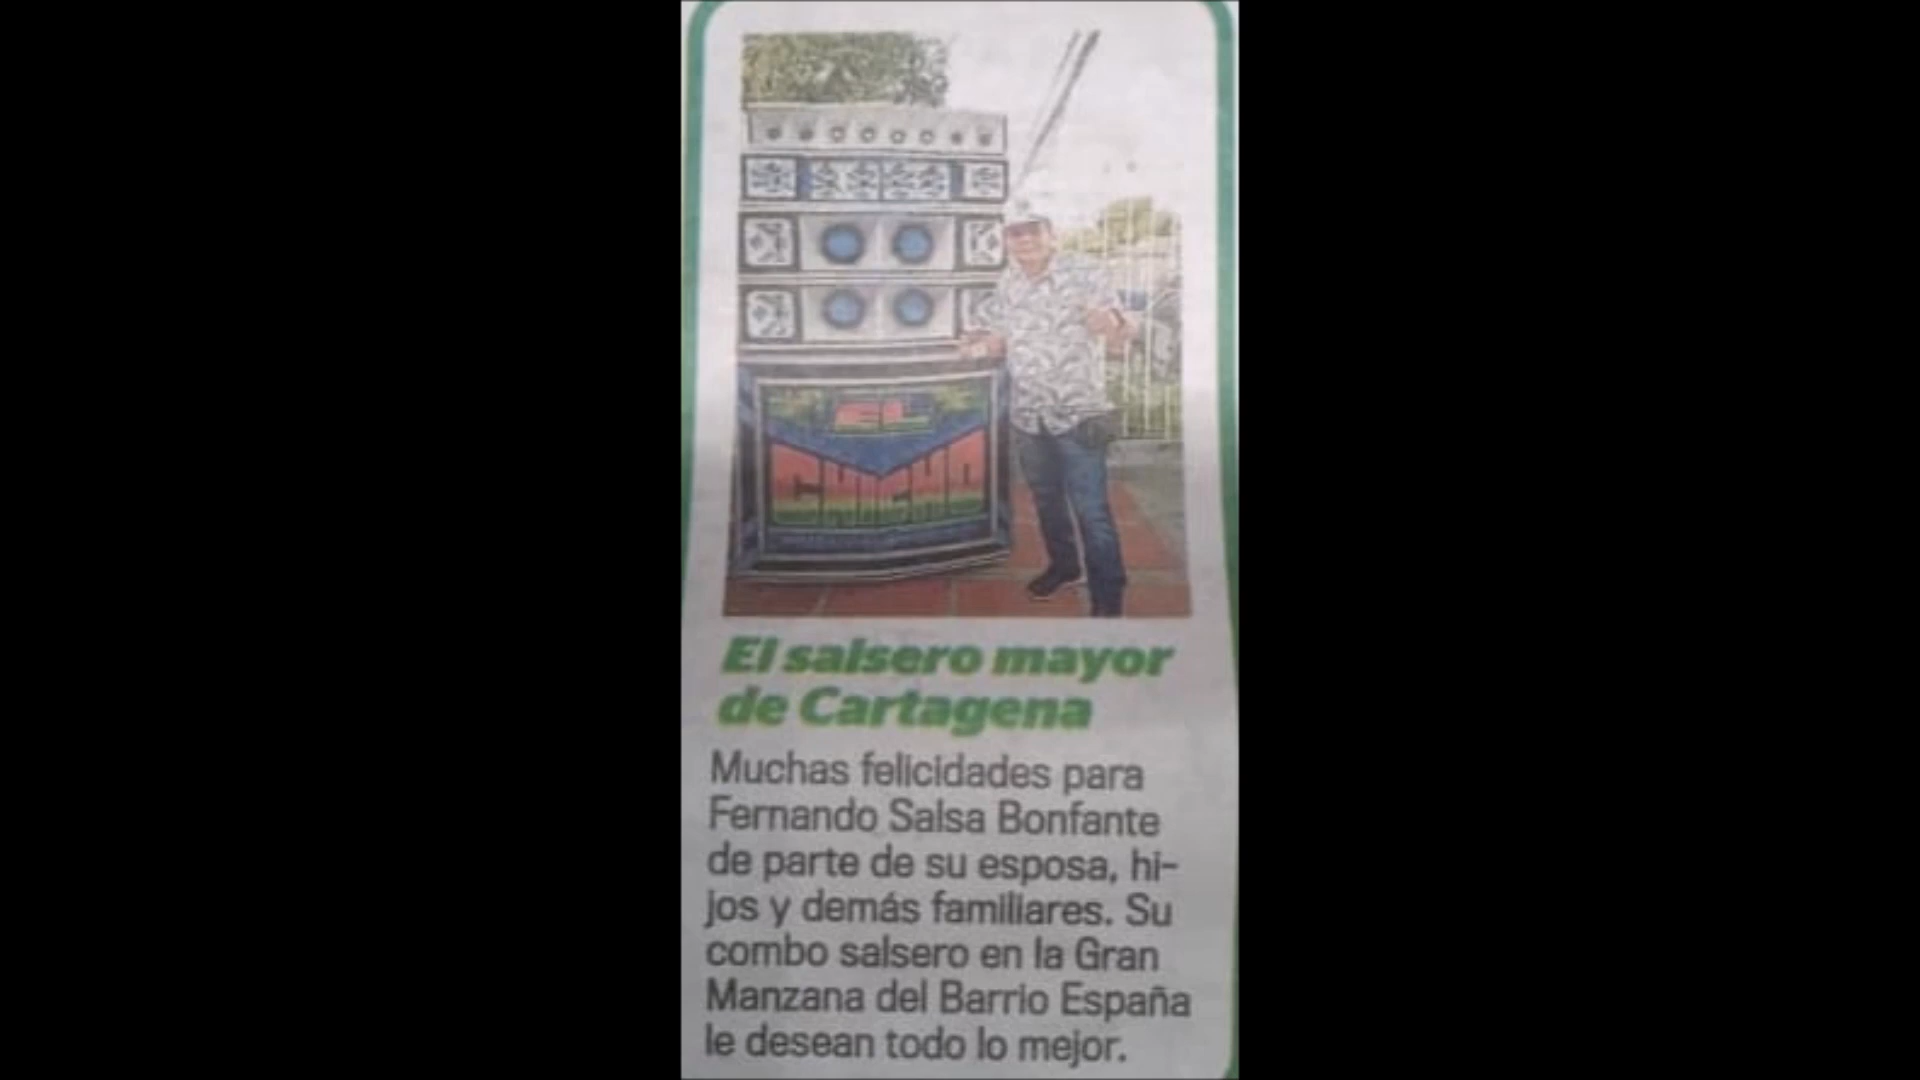 EL
CHICHO
El salsero mayor
de Cartagena
Muchas felicidades para
Fernando Salsa Bonfante
de parte de su esposa, hi-
jos y demás familiares. Su
combo salsero en la Gran
Manzana del Barrio España
le desean todo lo mejor.